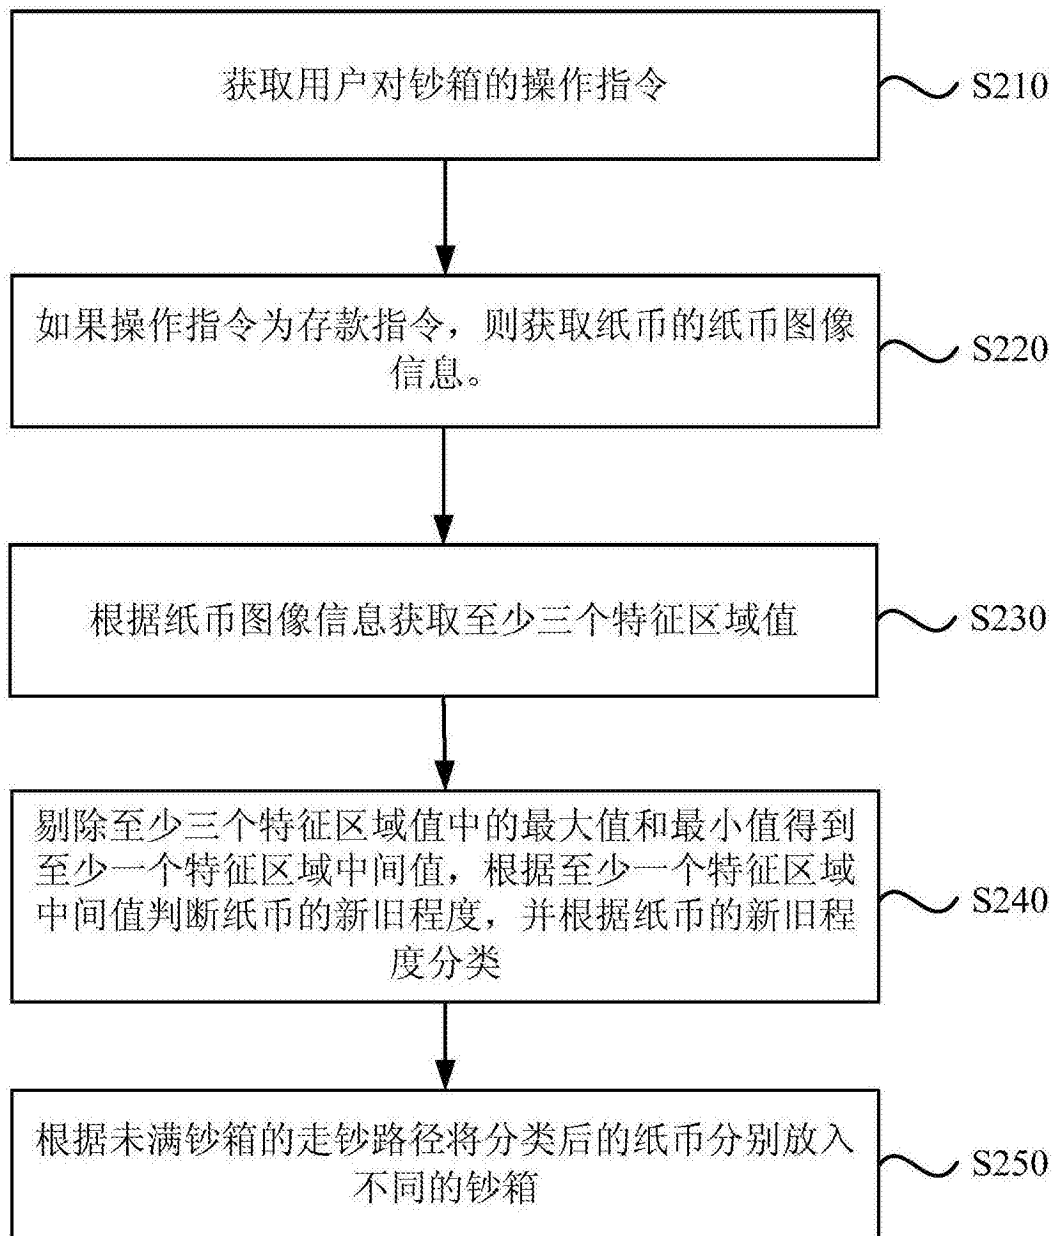 获取用户对钞箱的操作指令
S210
如果操作指令为存款指令，则获取纸币的纸币图像
信息。
S220
根据纸币图像信息获取至少三个特征区域值
S230
剔除至少三个特征区域值中的最大值和最小值得到
至少一个特征区域中间值，根据至少一个特征区域
中间值判断纸币的新旧程度，并根据纸币的新旧程
度分类
S240
根据未满钞箱的走钞路径将分类后的纸币分别放入
不同的钞箱
S250